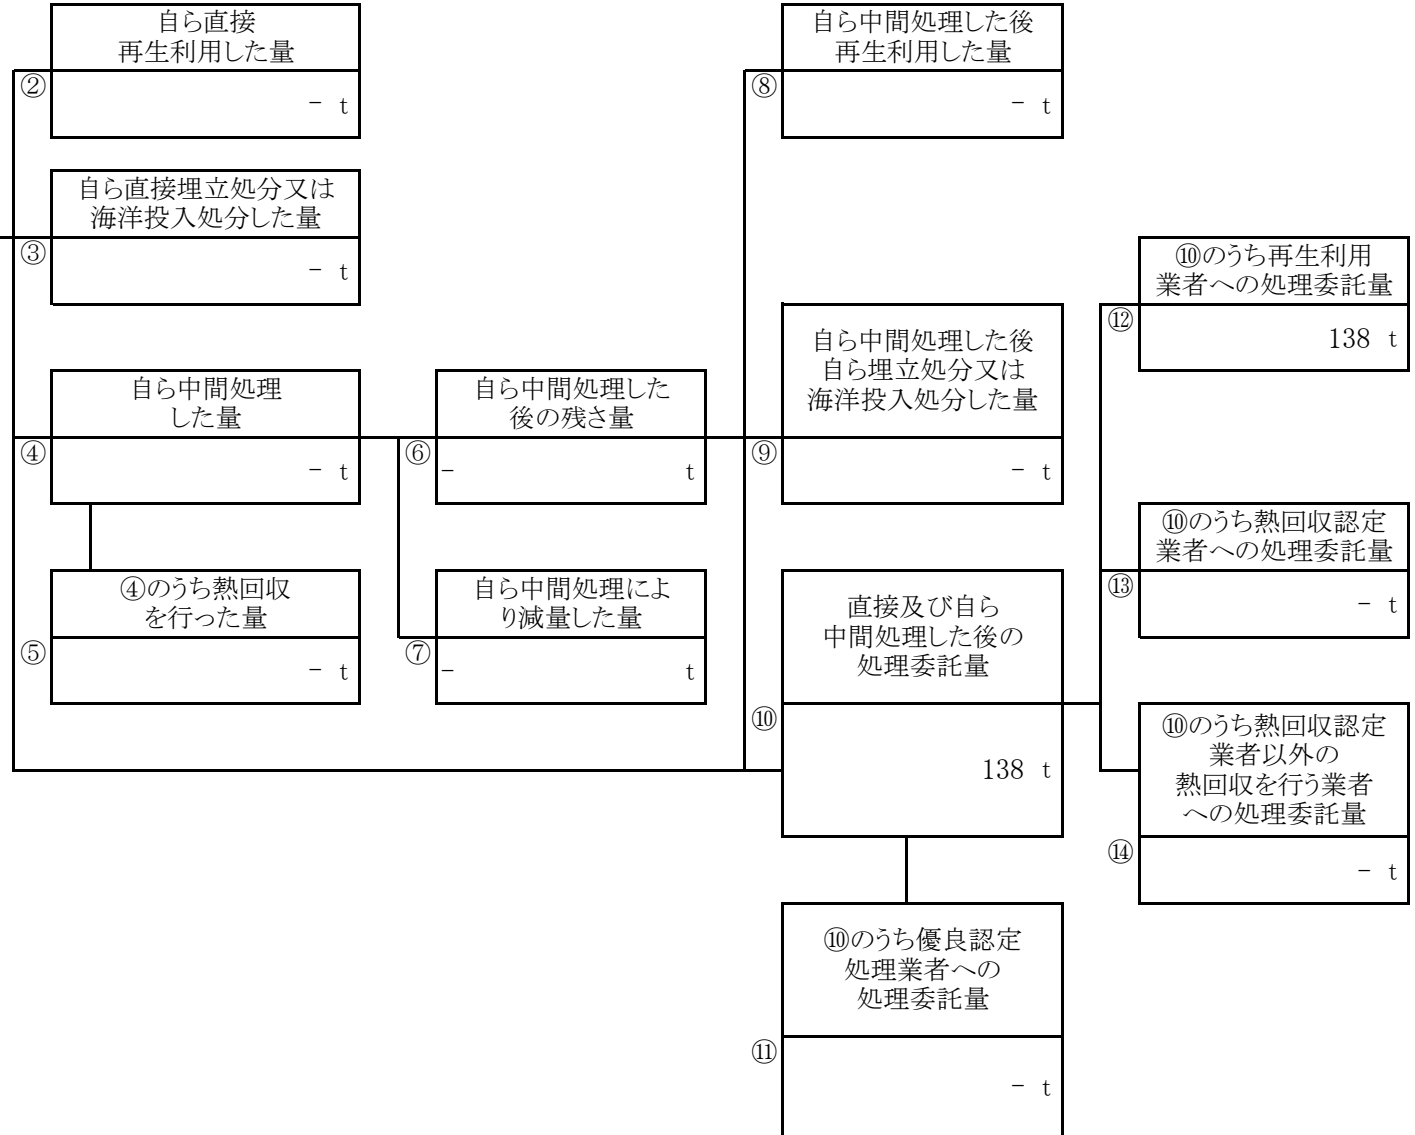 自ら直接
再生利用した量
②
－ t
自ら直接埋立処分又は
海洋投入処分した量
③
－ t
自ら中間処理
した量
④
－ t
④のうち熱回収
を行った量
⑤
－ t
自ら中間処理した
後の残さ量
⑥
－ t
自ら中間処理によ
り減量した量
⑦
－ t
自ら中間処理した後
再生利用した量
⑧
－ t
自ら中間処理した後
自ら埋立処分又は
海洋投入処分した量
⑨
－ t
直接及び自ら
中間処理した後の
処理委託量
⑩
138 t
⑩のうち優良認定
処理業者への
処理委託量
⑪
－ t
⑩のうち再生利用
業者への処理委託量
⑫
138 t
⑩のうち熱回収認定
業者への処理委託量
⑬
－ t
⑩のうち熱回収認定
業者以外の
熱回収を行う業者
への処理委託量
⑭
－ t